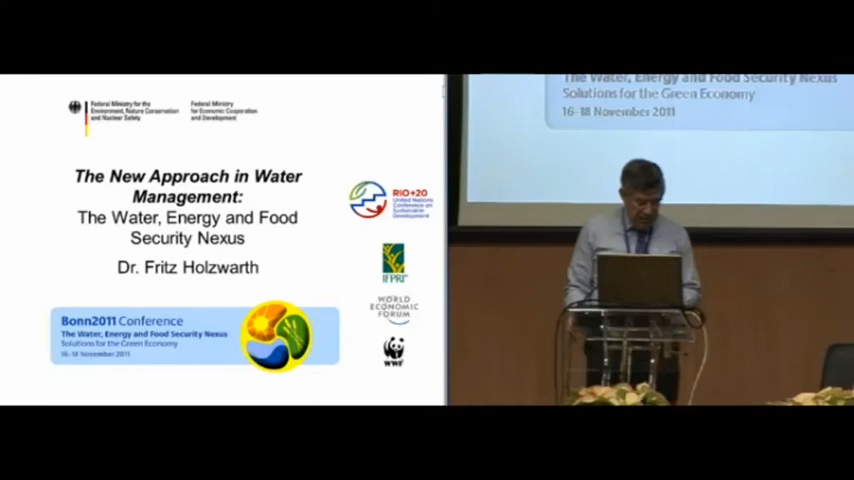 Federal Ministry for the
Environment, Nature Conservation
and Nuclear Safety
Federal Ministry
for Economic Cooperation
and Development
The New Approach in Water
Management:
The Water, Energy and Food
Security Nexus
Dr. Fritz Holzwarth
RIO+20
United Nations
Conference on
Sustainable
Development
IFPRI
WORLD
ECONOMIC
FORUM
WWF
Bonn2011 Conference
The Water, Energy and Food Security Nexus
Solutions for the Green Economy
16–18 November 2011
The Water, Energy and Food Security Nexus
Solutions for the Green Economy
16–18 November 2011